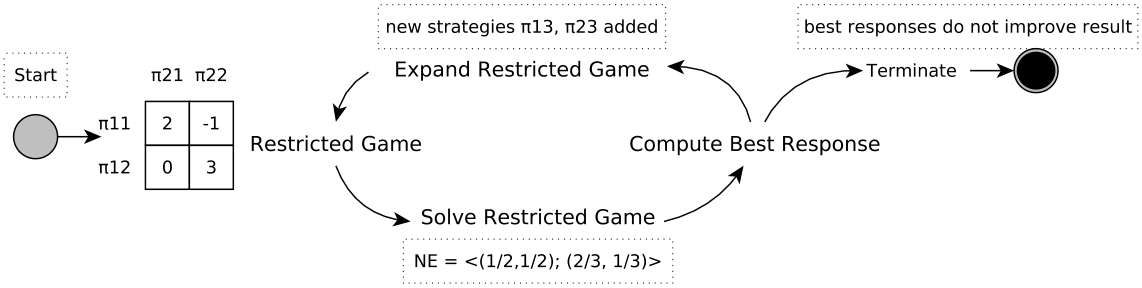 new strategies π13, π23 added
best responses do not improve result
Start
π21 π22
Expand Restricted Game
Terminate
π11 2 -1
Restricted Game
Compute Best Response
π12 0 3
Solve Restricted Game
NE = <(1/2,1/2); (2/3, 1/3)>